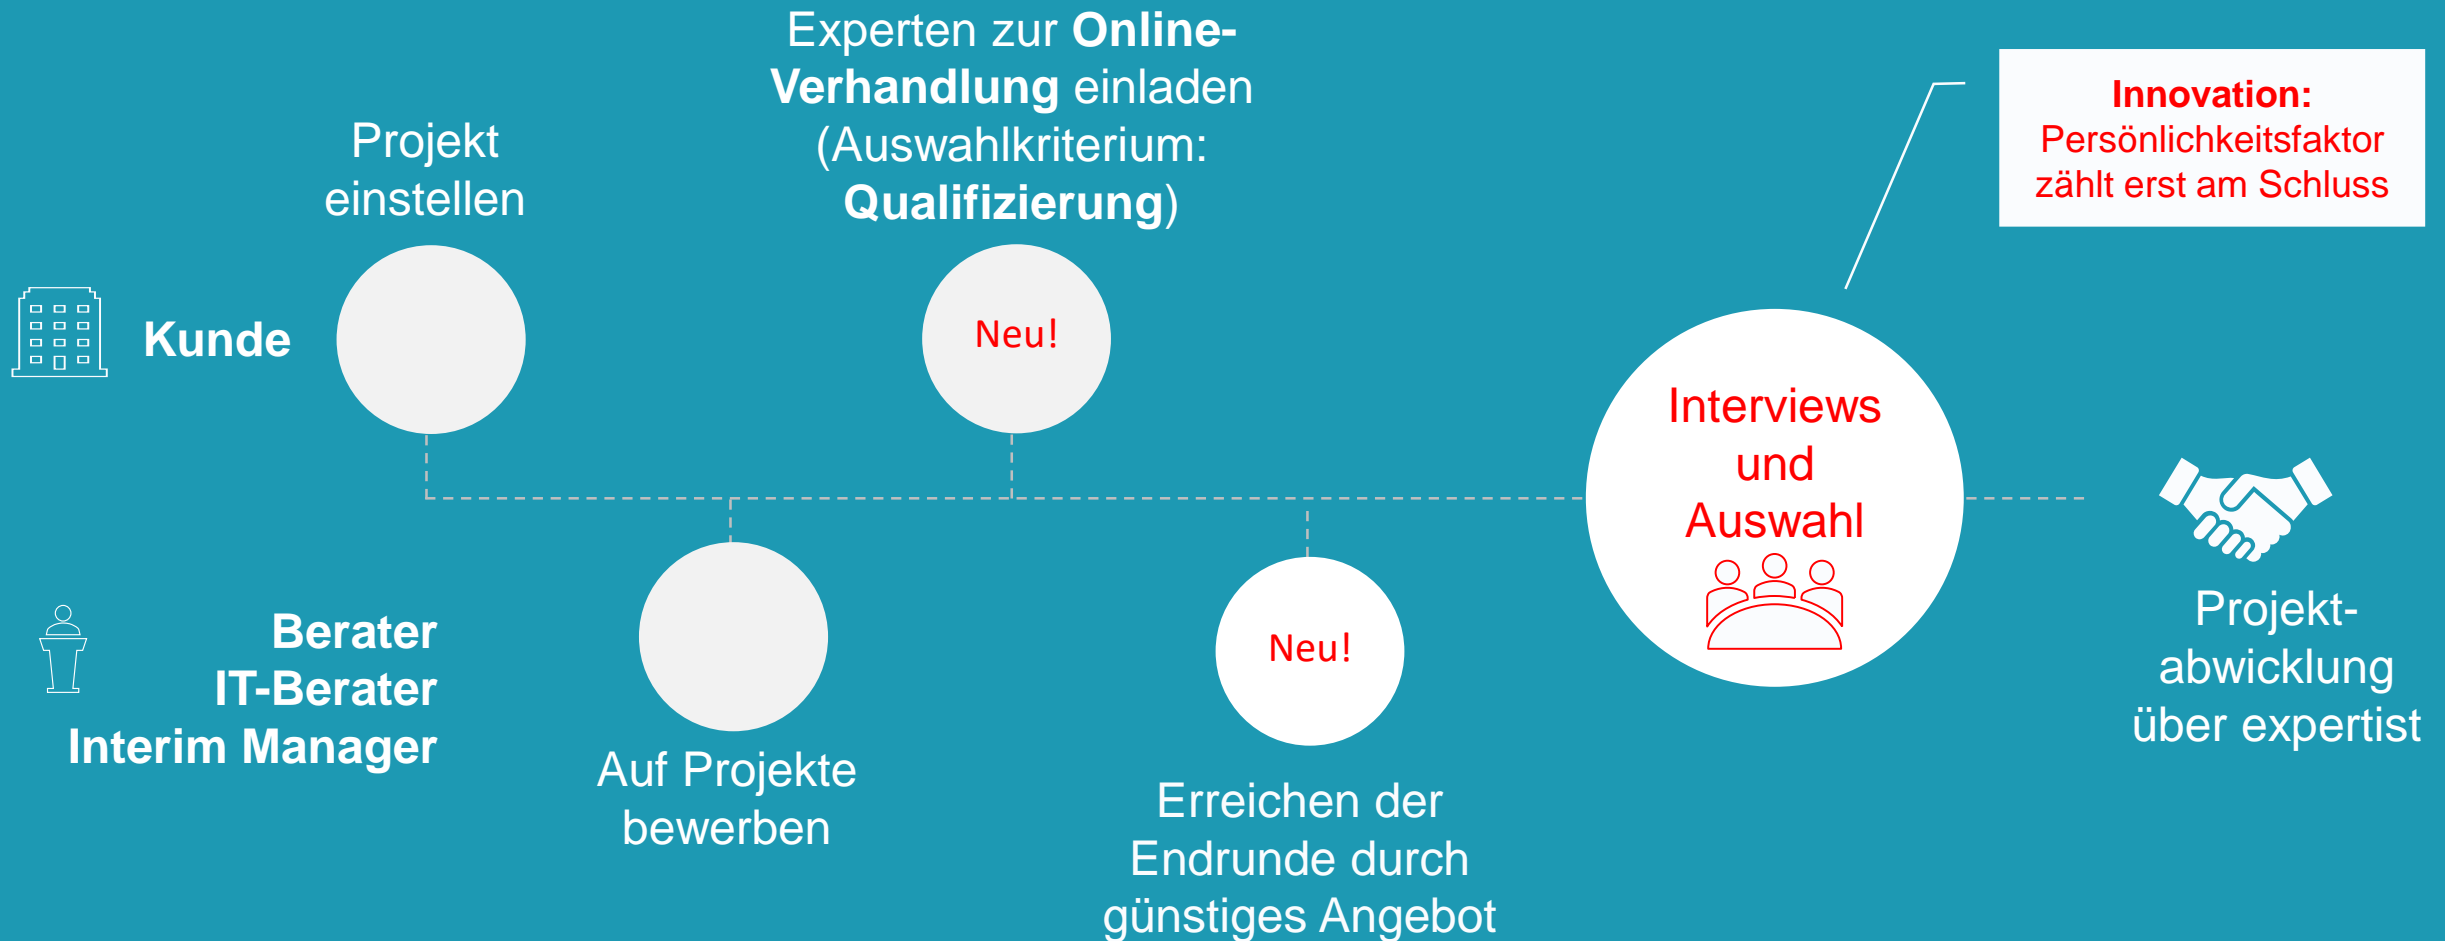 Experten zur Online-
Verhandlung einladen
(Auswahlkriterium:
Qualifizierung)
Projekt
einstellen
Innovation:
Persönlichkeitsfaktor
zählt erst am Schluss
Kunde
Neu!
Interviews
und
Auswahl
Berater
IT-Berater
Interim Manager
Auf Projekte
bewerben
Neu!
Erreichen der
Endrunde durch
günstiges Angebot
Projekt-
abwicklung
über expertist